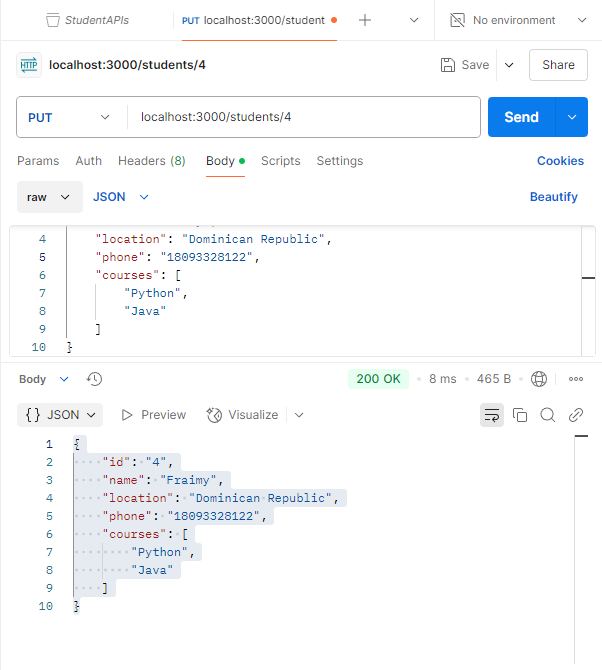 StudentAPIs
PUT localhost:3000/student
No environment
HTTP localhost:3000/students/4
Save
Share
PUT
localhost:3000/students/4
Send
Params Auth Headers (8) Body Scripts Settings
Cookies
raw
JSON
Beautify
4 "location": "Dominican Republic",
5 "phone": "18093328122",
6 "courses": [
7 "Python",
8 "Java"
9 ]
10 }
Body
200 OK • 8 ms • 465 B •
{} JSON
Preview
Visualize
1 {
2 "id": "4",
3 "name": "Fraimy",
4 "location": "Dominican Republic",
5 "phone": "18093328122",
6 "courses": [
7 "Python",
8 "Java"
9 ]
10 }